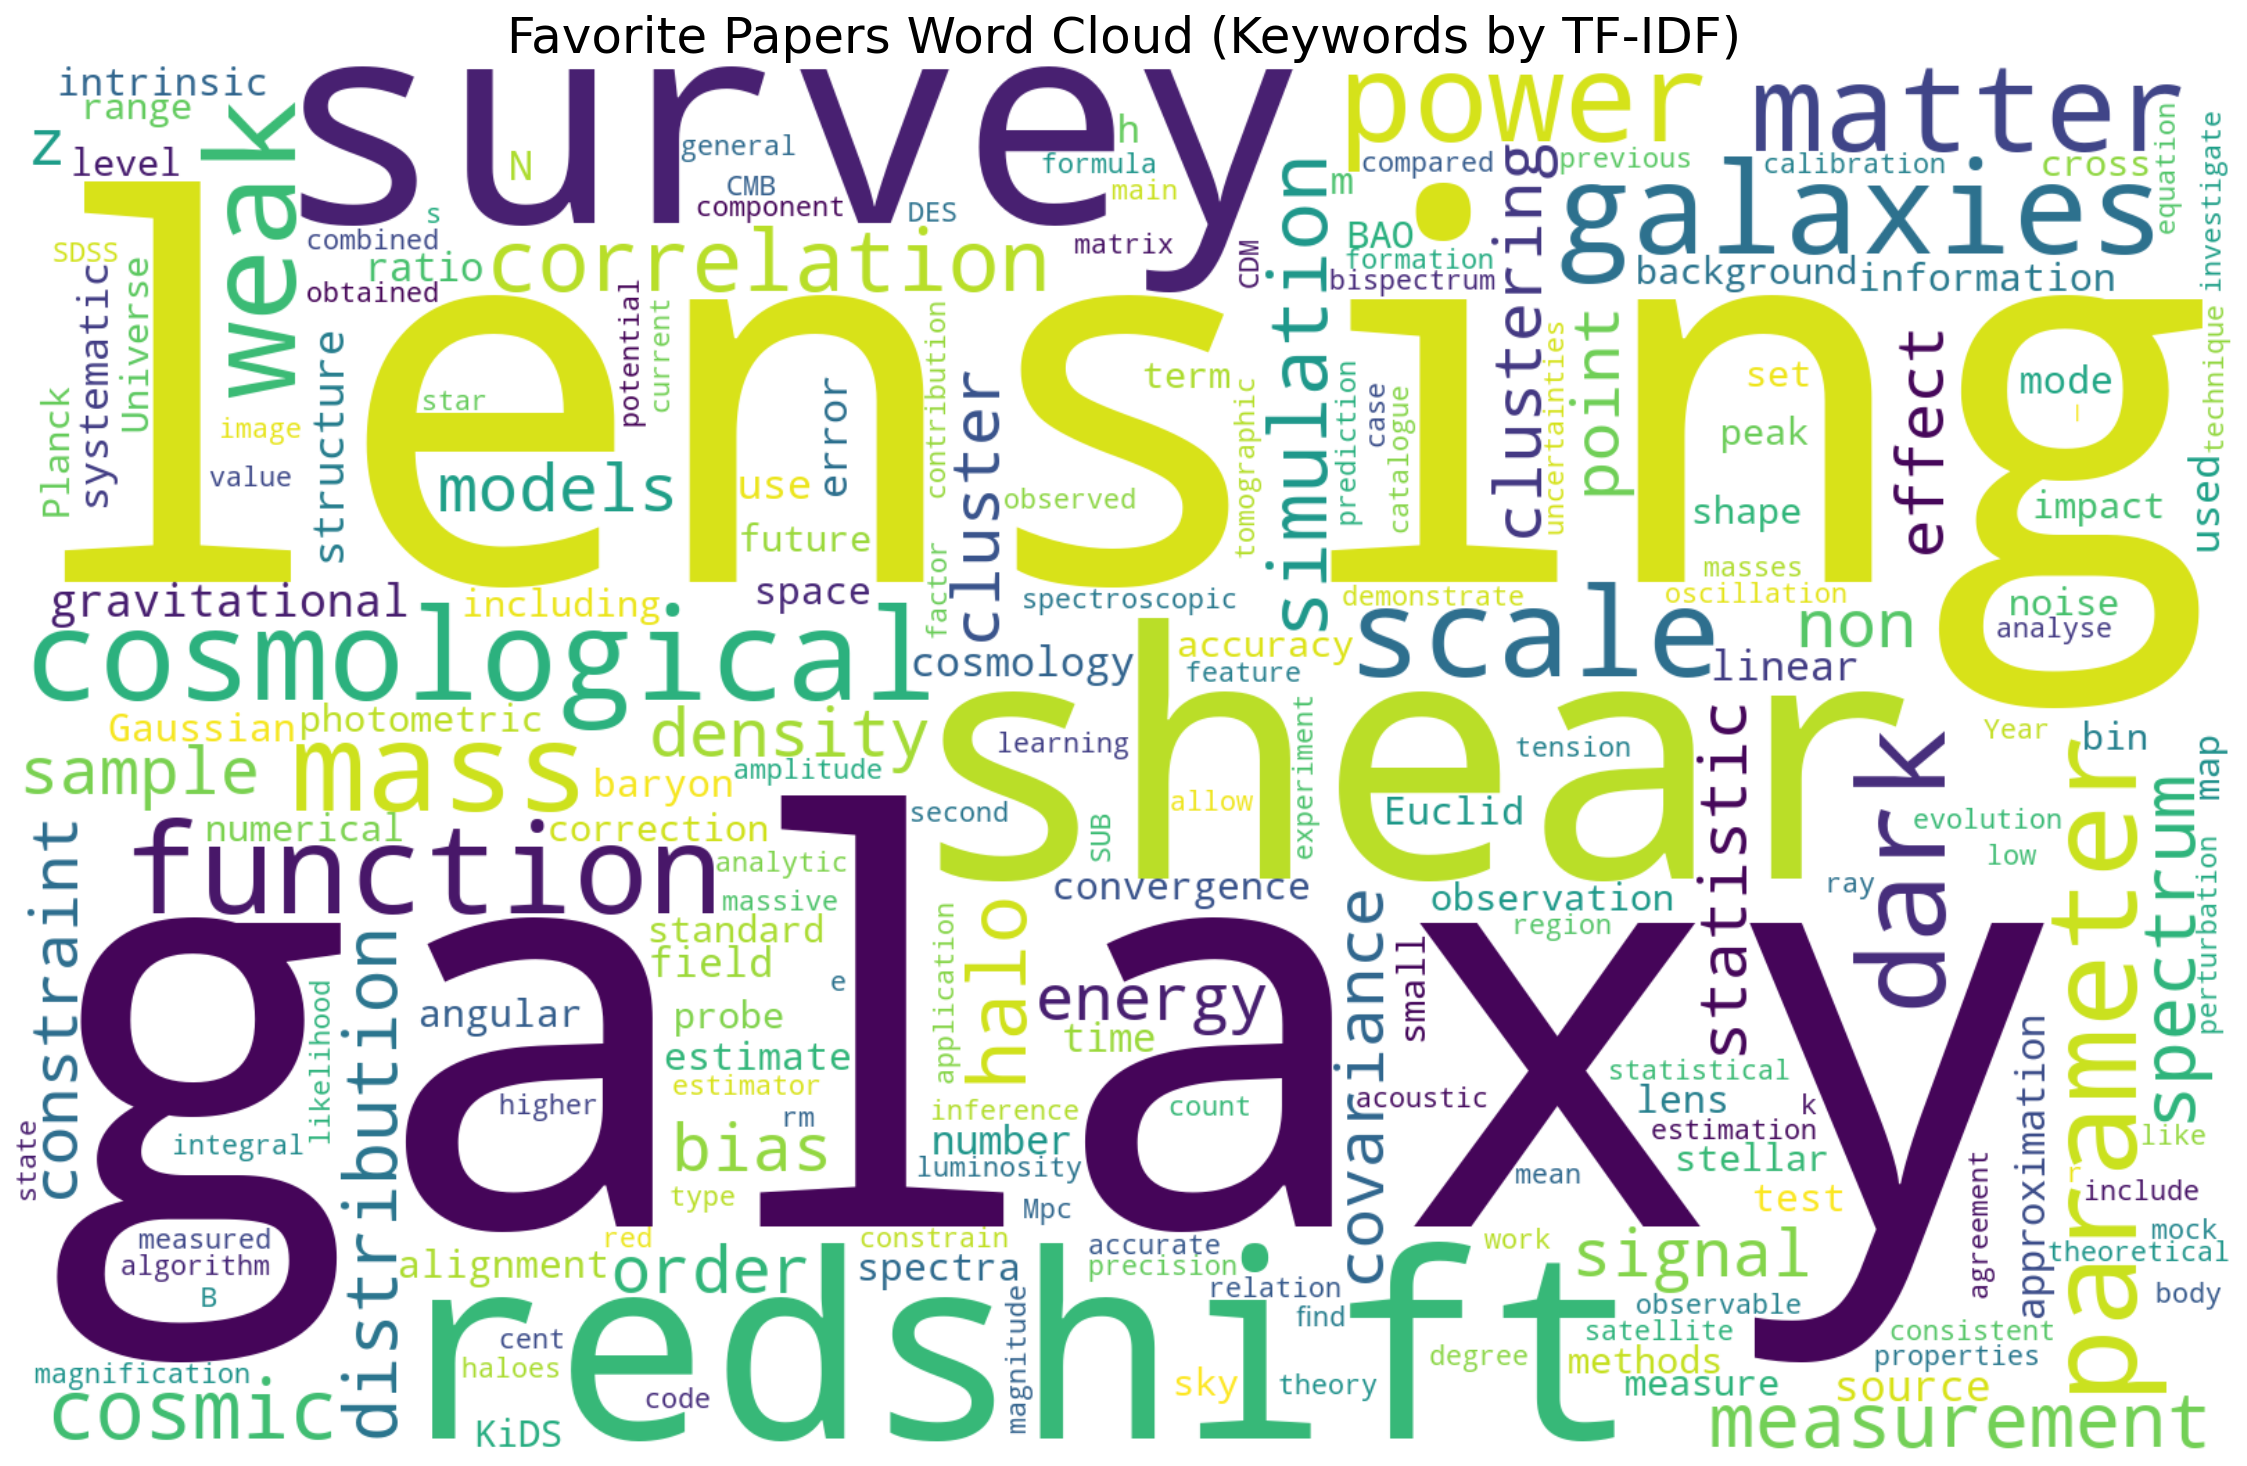 Favorite Papers Word Cloud (Keywords by TF-IDF)
intrinsic
range
Z
level
weak
survey
general
N
CMB
component
DES
s
combined
SDSS
ratio
obtained
correlation
h
formula
main
matrix
CDM
power
matter
compared
previous
calibration
cross
equation
investigate
m
BAO
formation
bispectrum
clustering
galaxies
background
information
simulation
lensing
systematic
Universe
Planck
structure
image
value
star
potential
current
models
use
error
future
contribution
factor
cluster
observed
term
tomographic
prediction
case
catalogue
uncertainties
point
set
peak
shape
effect
mode
l
impact
used
technique
masses
oscillation
noise
analyse
gravitational
including
space
spectroscopic
demonstrate
cosmological
cosmology
accuracy
feature
scale
linear
non
Gaussian
photometric
density
sample
mass
baryon
amplitude
numerical
correction
shear
learning
second
SUB
allow
experiment
tension
Euclid
statistic
dark
Year
bin
map
evolution
low
ray
parameter
spectrum
perturbation
constraint
function
analytic
massive
standard
field
convergence
observation
region
galaxy
distribution
likelihood
angular
higher
integral
state
e
probe
estimate
estimator
rm
bias
type
application
halo
energy
time
inference
number
luminosity
Mpc
count
covariance
small
acoustic
mean
statistical
lens
k
estimation
stellar
test
approximation
agreement
like
r
include
mock
theoretical
body
measured
algorithm
B
alignment
red
order
constrain
spectra
accurate
precision
relation
find
work
signal
observable
satellite
consistent
properties
methods
measure
source
degree
theory
sky
magnitude
redshift
cent
haloes
code
KiDS
magnification
cosmic
measurement